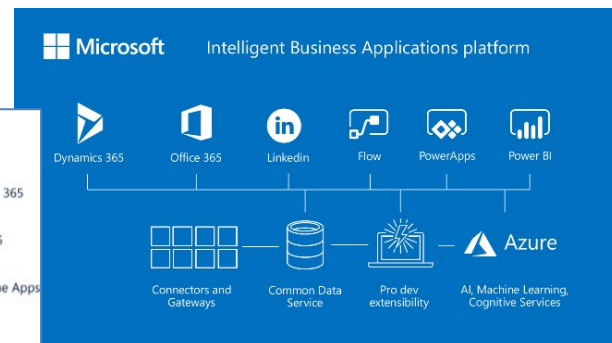 Microsoft Intelligent Business Applications platform
Dynamics 365 Office 365 Linkedin Flow PowerApps Power BI
in
365
Azure
Apps
Connectors and Gateways
Common Data Service
Pro dev extensibility
AI, Machine Learning, Cognitive Services